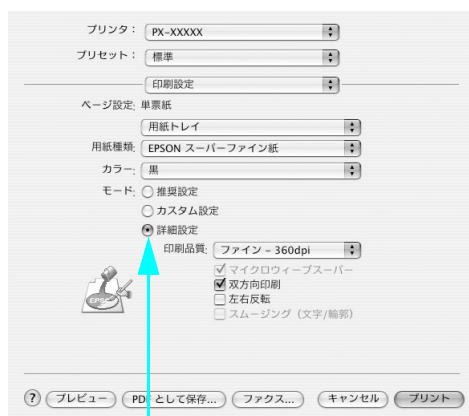 プリンタ： PX-XXXXX
プリセット： 標準
印刷設定
ページ設定: 単票紙
用紙トレイ
用紙種類: EPSON スーパーファイン紙
カラー: 黒
モード: 推奨設定
カスタム設定
詳細設定
印刷品質: ファイン – 360dpi
マイクロウィーブスーパー
双方向印刷
左右反転
スムージング（文字/輪郭）
EPSON
? プレビュー PDF として保存... ファクス... キャンセル プリント